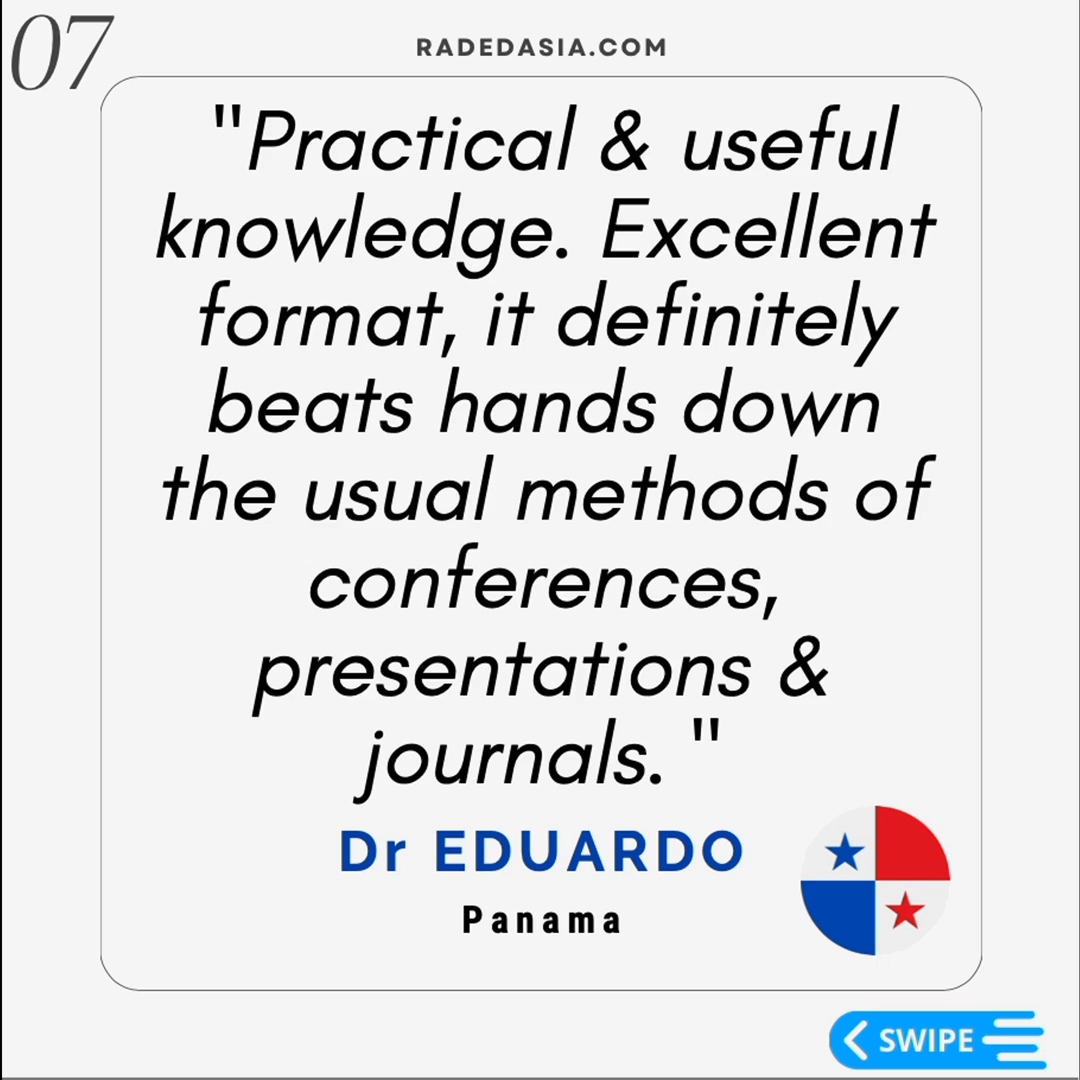 07
RADEDASIA.COM
"Practical & useful
knowledge. Excellent
format, it definitely
beats hands down
the usual methods of
conferences,
presentations &
journals. "
Dr EDUARDO
Panama
SWIPE